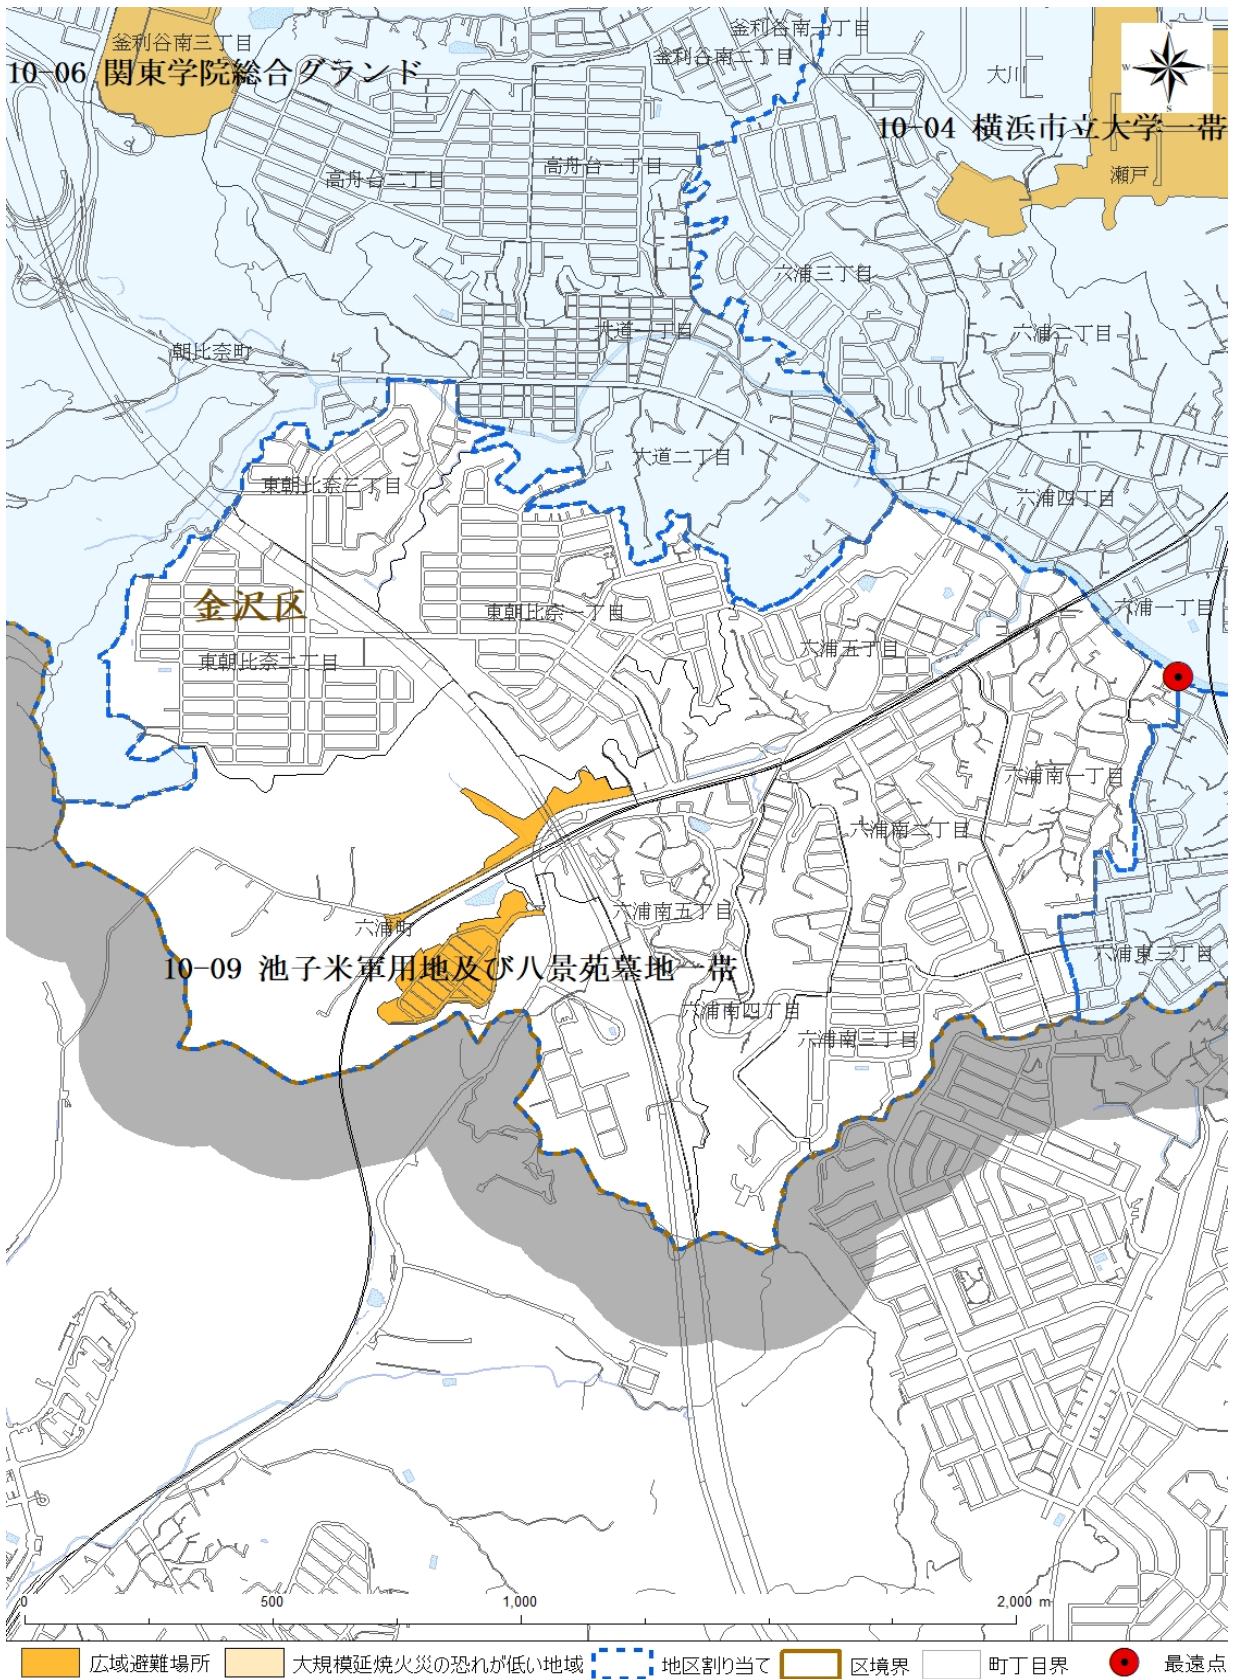 釜利谷南三丁目
釜利谷南一丁目
釜利谷南二丁目
10-06 関東学院総合グランド
大川
N
W
E
S
10-04 横浜市立大学一帯
高舟台一丁目
高舟台二丁目
瀬戸
六浦三丁目
大道一丁目
六浦二丁目
朝比奈町
大道二丁目
東朝比奈三丁目
六浦四丁目
金沢区
東朝比奈一丁目
六浦一丁目
六浦五丁目
東朝比奈二丁目
六浦南一丁目
六浦南二丁目
六浦町
六浦南五丁目
六浦東三丁目
10-09 池子米軍用地及び八景苑墓地一帯
六浦南四丁目
六浦南三丁目
0 500 1,000 2,000 m
広域避難場所 大規模延焼火災の恐れが低い地域 地区割り当て 区境界 町丁目界 最遠点